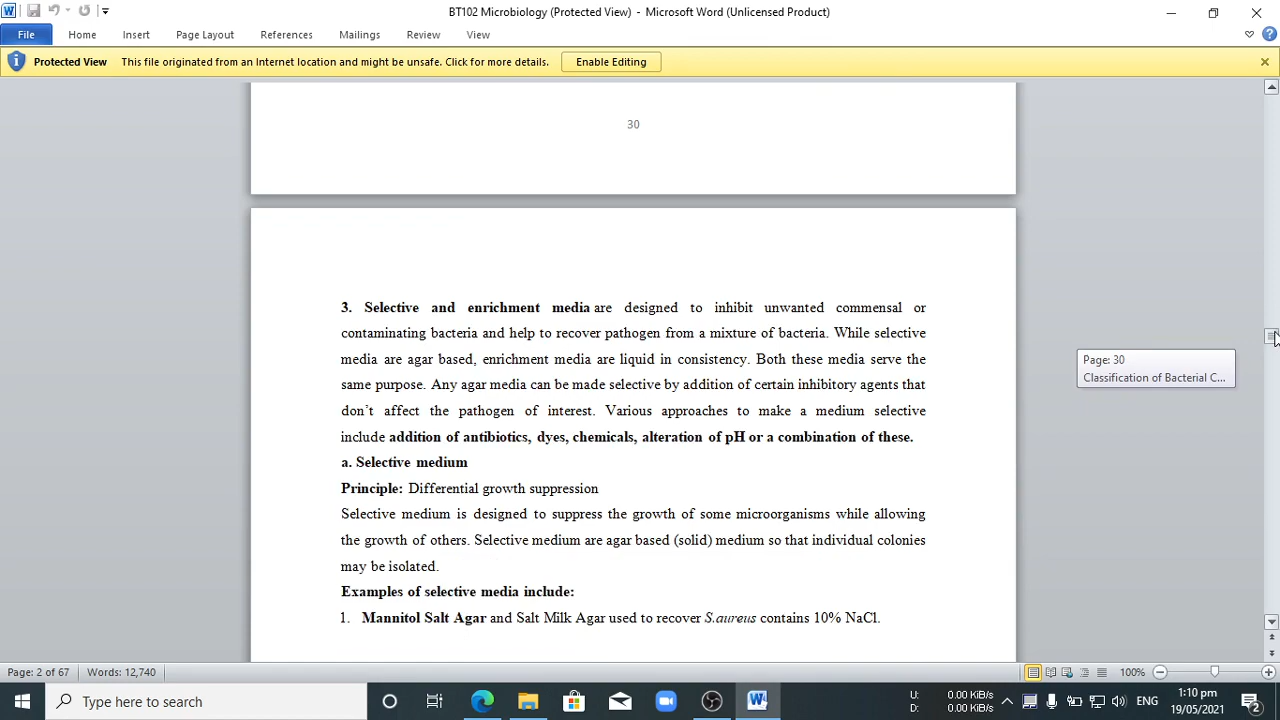 BT102 Microbiology (Protected View) - Microsoft Word (Unlicensed Product)
File Home Insert Page Layout References Mailings Review View
Protected View This file originated from an Internet location and might be unsafe. Click for more details. Enable Editing
30
3. Selective and enrichment media are designed to inhibit unwanted commensal or
contaminating bacteria and help to recover pathogen from a mixture of bacteria. While selective
media are agar based, enrichment media are liquid in consistency. Both these media serve the
same purpose. Any agar media can be made selective by addition of certain inhibitory agents that
don’t affect the pathogen of interest. Various approaches to make a medium selective
include addition of antibiotics, dyes, chemicals, alteration of pH or a combination of these.
a. Selective medium
Principle: Differential growth suppression
Selective medium is designed to suppress the growth of some microorganisms while allowing
the growth of others. Selective medium are agar based (solid) medium so that individual colonies
may be isolated.
Examples of selective media include:
1. Mannitol Salt Agar and Salt Milk Agar used to recover S.aureus contains 10% NaCl.
Page: 30
Classification of Bacterial C...
Page: 2 of 67 Words: 12,740 100%
Type here to search
U: 0.00 KiB/s
D: 0.00 KiB/s
ENG
1:10 pm
19/05/2021
2